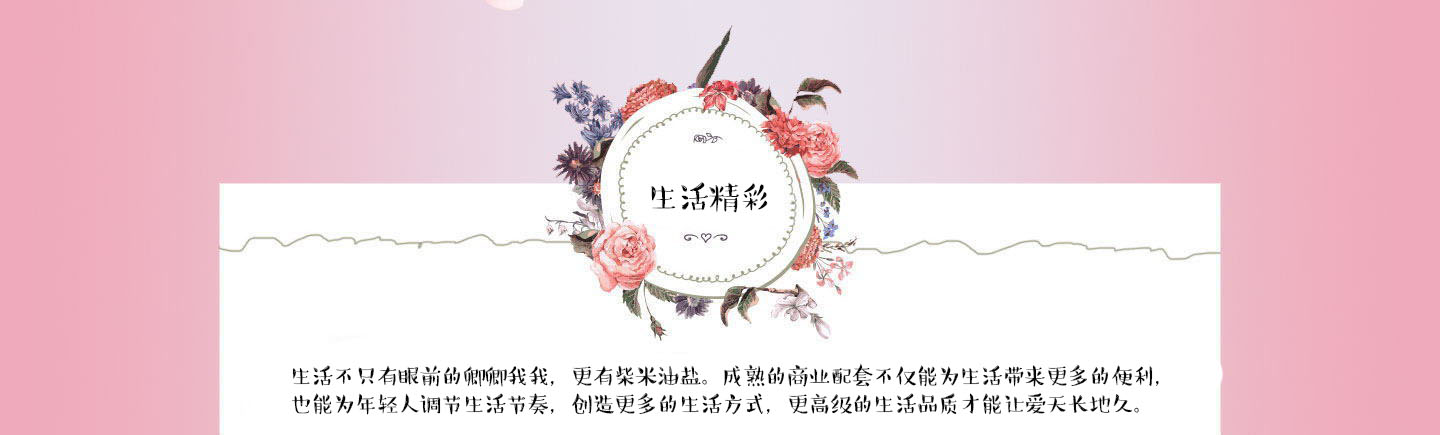 生活精彩
生活不只有眼前的卿卿我我，更有柴米油盐。成熟的商业配套不仅能为生活带来更多的便利，
也能为年轻人调节生活节奏，创造更多的生活方式，更高级的生活品质才能让爱天长地久。